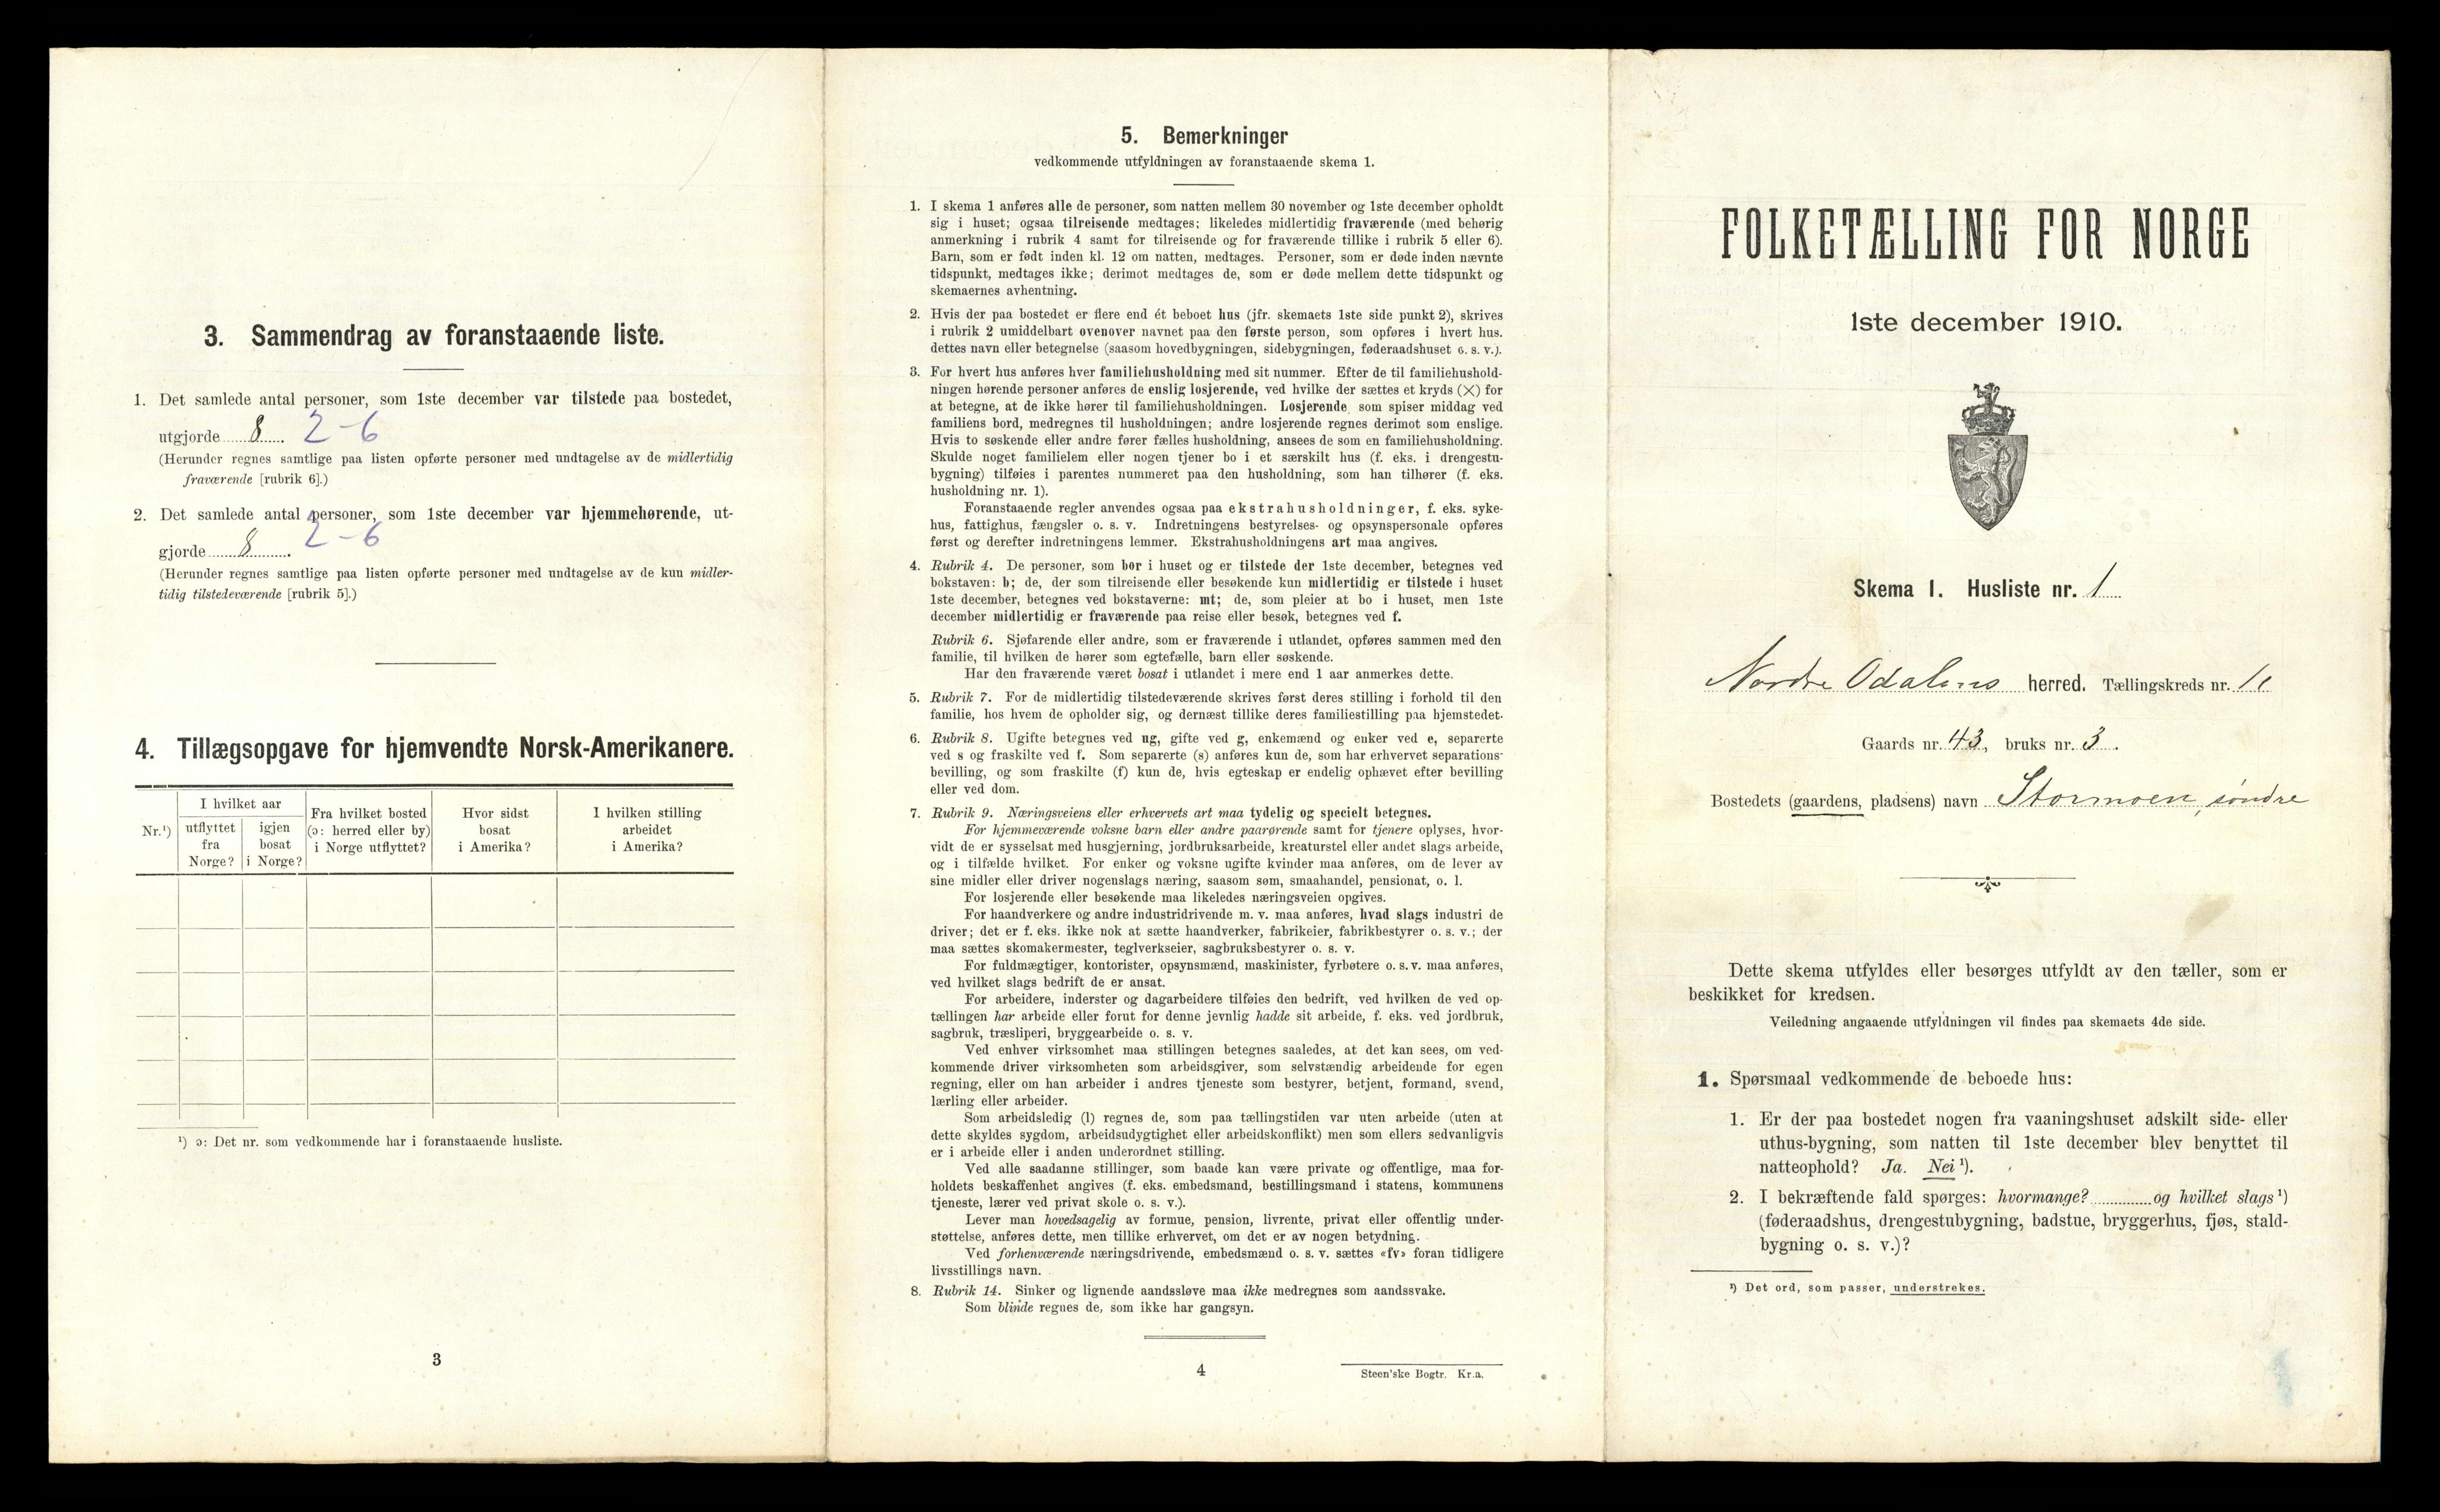 3. Sammendrag av foranstaaende liste.
1. Det samlede antal personer, som 1ste december var tilstede paa bostedet,
utgjorde 8. 2-6
(Herunder regnes samtlige paa listen opførte personer med undtagelse av de midlertidig
fraværende [rubrik 6].)
2. Det samlede antal personer, som 1ste december var hjemmehørende, ut-
gjorde 8. 2-6
(Herunder regnes samtlige paa listen opførte personer med undtagelse av de kun midler-
tidig tilstedeværende [rubrik 5].)
4. Tillægsopgave for hjemvendte Norsk-Amerikanere.
Nr.¹)
I hvilket aar
utflyttet
fra
Norge?
igjen
bosat
i Norge?
Fra hvilket bosted
(ɔ: herred eller by)
i Norge utflyttet?
Hvor sidst
bosat
i Amerika?
I hvilken stilling
arbeidet
i Amerika?
¹) ɔ: Det nr. som vedkommende har i foranstaaende husliste.
3
5. Bemerkninger
vedkommende utfyldningen av foranstaaende skema 1.
1. I skema 1 anføres alle de personer, som natten mellem 30 november og 1ste december opholdt
sig i huset; ogsaa tilreisende medtages; likeledes midlertidig fraværende (med behørig
anmerkning i rubrik 4 samt for tilreisende og for fraværende tillike i rubrik 5 eller 6).
Barn, som er født inden kl. 12 om natten, medtages. Personer, som er døde inden nævnte
tidspunkt, medtages ikke; derimot medtages de, som er døde mellem dette tidspunkt og
skemaernes avhentning.
2. Hvis der paa bostedet er flere end ét beboet hus (jfr. skemaets 1ste side punkt 2), skrives
i rubrik 2 umiddelbart ovenover navnet paa den første person, som opføres i hvert hus.
dettes navn eller betegnelse (saasom hovedbygningen, sidebygningen, føderaadshuset o. s. v.).
3. For hvert hus anføres hver familiehusholdning med sit nummer. Efter de til familiehushold-
ningen hørende personer anføres de enslig losjerende, ved hvilke der sættes et kryds (×) for
at betegne, at de ikke hører til familiehusholdningen. Losjerende som spiser middag ved
familiens bord, medregnes til husholdningen; andre losjerende regnes derimot som enslige.
Hvis to søskende eller andre fører fælles husholdning, ansees de som en familiehusholdning.
Skulde noget familielem eller nogen tjener bo i et særskilt hus (f. eks. i drengestu-
bygning) tilføies i parentes nummeret paa den husholdning, som han tilhører (f. eks.
husholdning nr. 1).
Foranstaaende regler anvendes ogsaa paa ekstrahusholdninger, f. eks. syke-
hus, fattighus, fængsler o. s. v. Indretningens bestyrelses- og opsynspersonale opføres
først og derefter indretningens lemmer. Ekstrahusholdningens art maa angives.
4. Rubrik 4. De personer, som bor i huset og er tilstede der 1ste december, betegnes ved
bokstaven: b; de, der som tilreisende eller besøkende kun midlertidig er tilstede i huset
1ste december, betegnes ved bokstaverne: mt; de, som pleier at bo i huset, men 1ste
december midlertidig er fraværende paa reise eller besøk, betegnes ved f.
Rubrik 6. Sjøfarende eller andre, som er fraværende i utlandet, opføres sammen med den
familie, til hvilken de hører som egtefælle, barn eller søskende.
Har den fraværende været bosat i utlandet i mere end 1 aar anmerkes dette.
5. Rubrik 7. For de midlertidig tilstedeværende skrives først deres stilling i forhold til den
familie, hos hvem de opholder sig, og dernæst tillike deres familiestilling paa hjemstedet.
6. Rubrik 8. Ugifte betegnes ved ug, gifte ved g, enkemænd og enker ved e, separerte
ved s og fraskilte ved f. Som separerte (s) anføres kun de, som har erhvervet separations-
bevilling, og som fraskilte (f) kun de, hvis egteskap er endelig ophævet efter bevilling
eller ved dom.
7. Rubrik 9. Næringsveiens eller erhvervets art maa tydelig og specielt betegnes.
For hjemmeværende voksne barn eller andre paarørende samt for tjenere oplyses, hvor-
vidt de er sysselsat med husgjerning, jordbruksarbeide, kreaturstel eller andet slags arbeide,
og i tilfælde hvilket. For enker og voksne ugifte kvinder maa anføres, om de lever av
sine midler eller driver nogenslags næring, saasom søm, smaahandel, pensionat, o. l.
For losjerende eller besøkende maa likeledes næringsveien opgives.
For haandverkere og andre industridrivende m. v. maa anføres, hvad slags industri de
driver; det er f. eks. ikke nok at sætte haandverker, fabrikeier, fabrikbestyrer o. s. v.; der
maa sættes skomakermester, teglverkseier, sagbruksbestyrer o. s. v.
For fuldmægtiger, kontorister, opsynsmænd, maskinister, fyrbøtere o. s. v. maa anføres,
ved hvilket slags bedrift de er ansat.
For arbeidere, inderster og dagarbeidere tilføies den bedrift, ved hvilken de ved op-
tællingen har arbeide eller forut for denne jevnlig hadde sit arbeide, f. eks. ved jordbruk,
sagbruk, træsliperi, bryggearbeide o. s. v.
Ved enhver virksomhet maa stillingen betegnes saaledes, at det kan sees, om ved-
kommende driver virksomheten som arbeidsgiver, som selvstændig arbeidende for egen
regning, eller om han arbeider i andres tjeneste som bestyrer, betjent, formand, svend,
lærling eller arbeider.
Som arbeidsledig (l) regnes de, som paa tællingstiden var uten arbeide (uten at
dette skyldes sygdom, arbeidsudygtighet eller arbeidskonflikt) men som ellers sedvanligvis
er i arbeide eller i anden underordnet stilling.
Ved alle saadanne stillinger, som baade kan være private og offentlige, maa for-
holdets beskaffenhet angives (f. eks. embedsmand, bestillingsmand i statens, kommunens
tjeneste, lærer ved privat skole o. s. v.).
Lever man hovedsagelig av formue, pension, livrente, privat eller offentlig under-
støttelse, anføres dette, men tillike erhvervet, om det er av nogen betydning.
Ved forhenværende næringsdrivende, embedsmænd o. s. v. sættes «fv» foran tidligere
livsstillings navn.
8. Rubrik 14. Sinker og lignende aandssløve maa ikke medregnes som aandssvake.
Som blinde regnes de, som ikke har gangsyn.
4
Steen'ske Bogtr. Kr.a.
FOLKETÆLLING FOR NORGE
1ste december 1910.
Skema I. Husliste nr. 1
Nordre Odalens herred. Tællingskreds nr. 11
Gaards nr. 43, bruks nr. 3.
Bostedets (gaardens, pladsens) navn Stormoen, søndre
Dette skema utfyldes eller besørges utfyldt av den tæller, som er
beskikket for kredsen.
Veiledning angaaende utfyldningen vil findes paa skemaets 4de side.
1. Spørsmaal vedkommende de beboede hus:
1. Er der paa bostedet nogen fra vaaningshuset adskilt side- eller
uthus-bygning, som natten til 1ste december blev benyttet til
natteophold? Ja. Nei ¹).
2. I bekræftende fald spørges: hvormange? og hvilket slags ¹)
(føderaadshus, drengestubygning, badstue, bryggerhus, fjøs, stald-
bygning o. s. v.)?
¹) Det ord, som passer, understrekes.